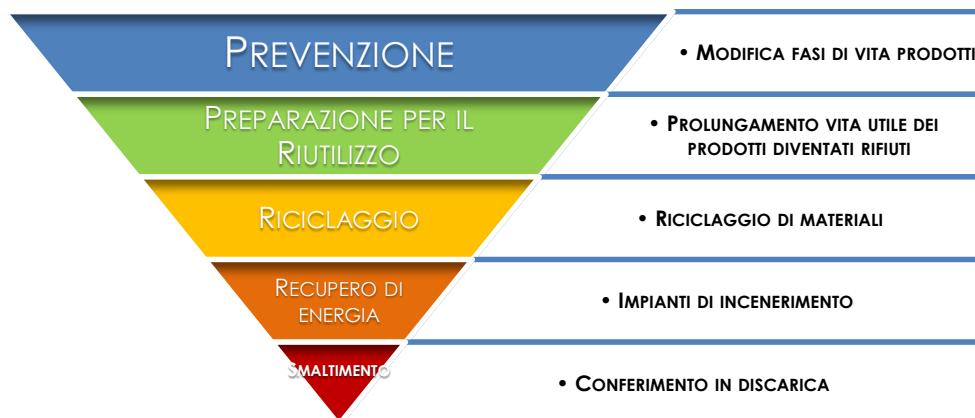 PREVENZIONE
• MODIFICA FASI DI VITA PRODOTTI
PREPARAZIONE PER IL
RIUTILIZZO
• PROLUNGAMENTO VITA UTILE DEI
PRODOTTI DIVENTATI RIFIUTI
RICICLAGGIO
• RICICLAGGIO DI MATERIALI
RECUPERO DI
ENERGIA
• IMPIANTI DI INCENERIMENTO
SMALTIMENTO
• CONFERIMENTO IN DISCARICA